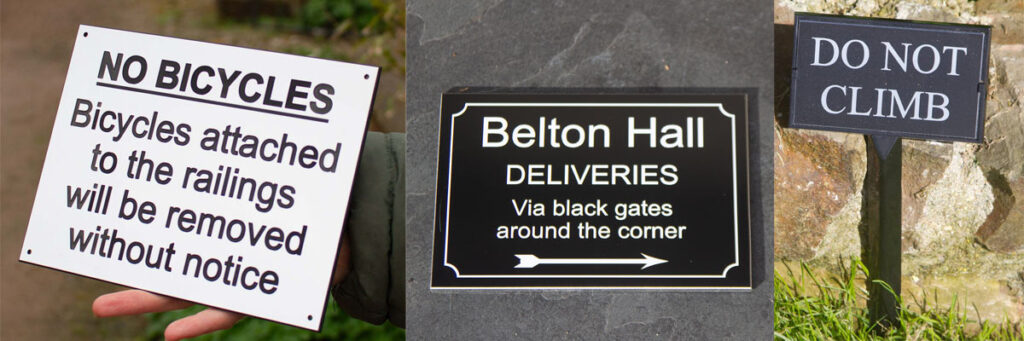 NO BICYCLES
Bicycles attached
to the railings
will be removed
without notice
Belton Hall
DELIVERIES
Via black gates
around the corner
DO NOT
CLIMB